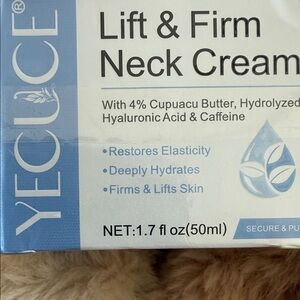 YECUCE®
Lift & Firm
Neck Cream
With 4% Cupuacu Butter, Hydrolyzed
Hyaluronic Acid & Caffeine
•Restores Elasticity
•Deeply Hydrates
•Firms & Lifts Skin
NET:1.7 fl oz(50ml)
SECURE & PU